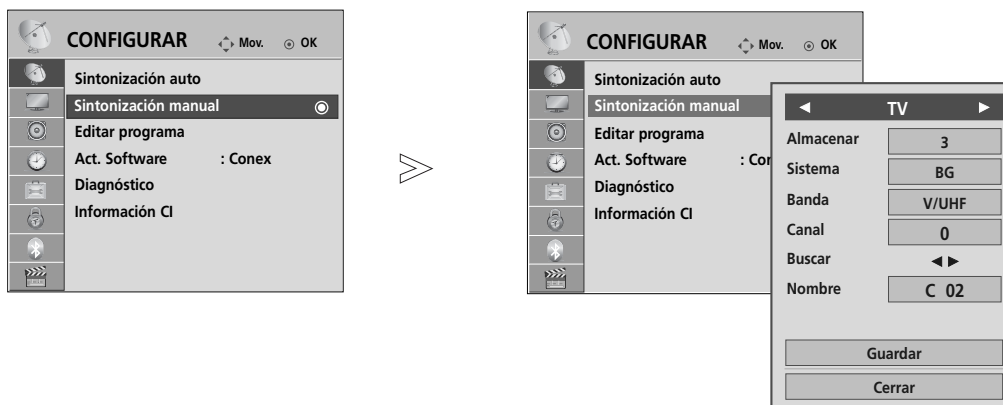 CONFIGURAR Mov. OK
Sintonización auto
Sintonización manual
Editar programa
Act. Software : Conex
Diagnóstico
Información CI
CONFIGURAR Mov. OK
Sintonización auto
Sintonización manual
Editar programa
Act. Software : Con
Diagnóstico
Información CI
◄ TV ►
Almacenar 3
Sistema BG
Banda V/UHF
Canal 0
Buscar ◄ ►
Nombre C 02
Guardar
Cerrar